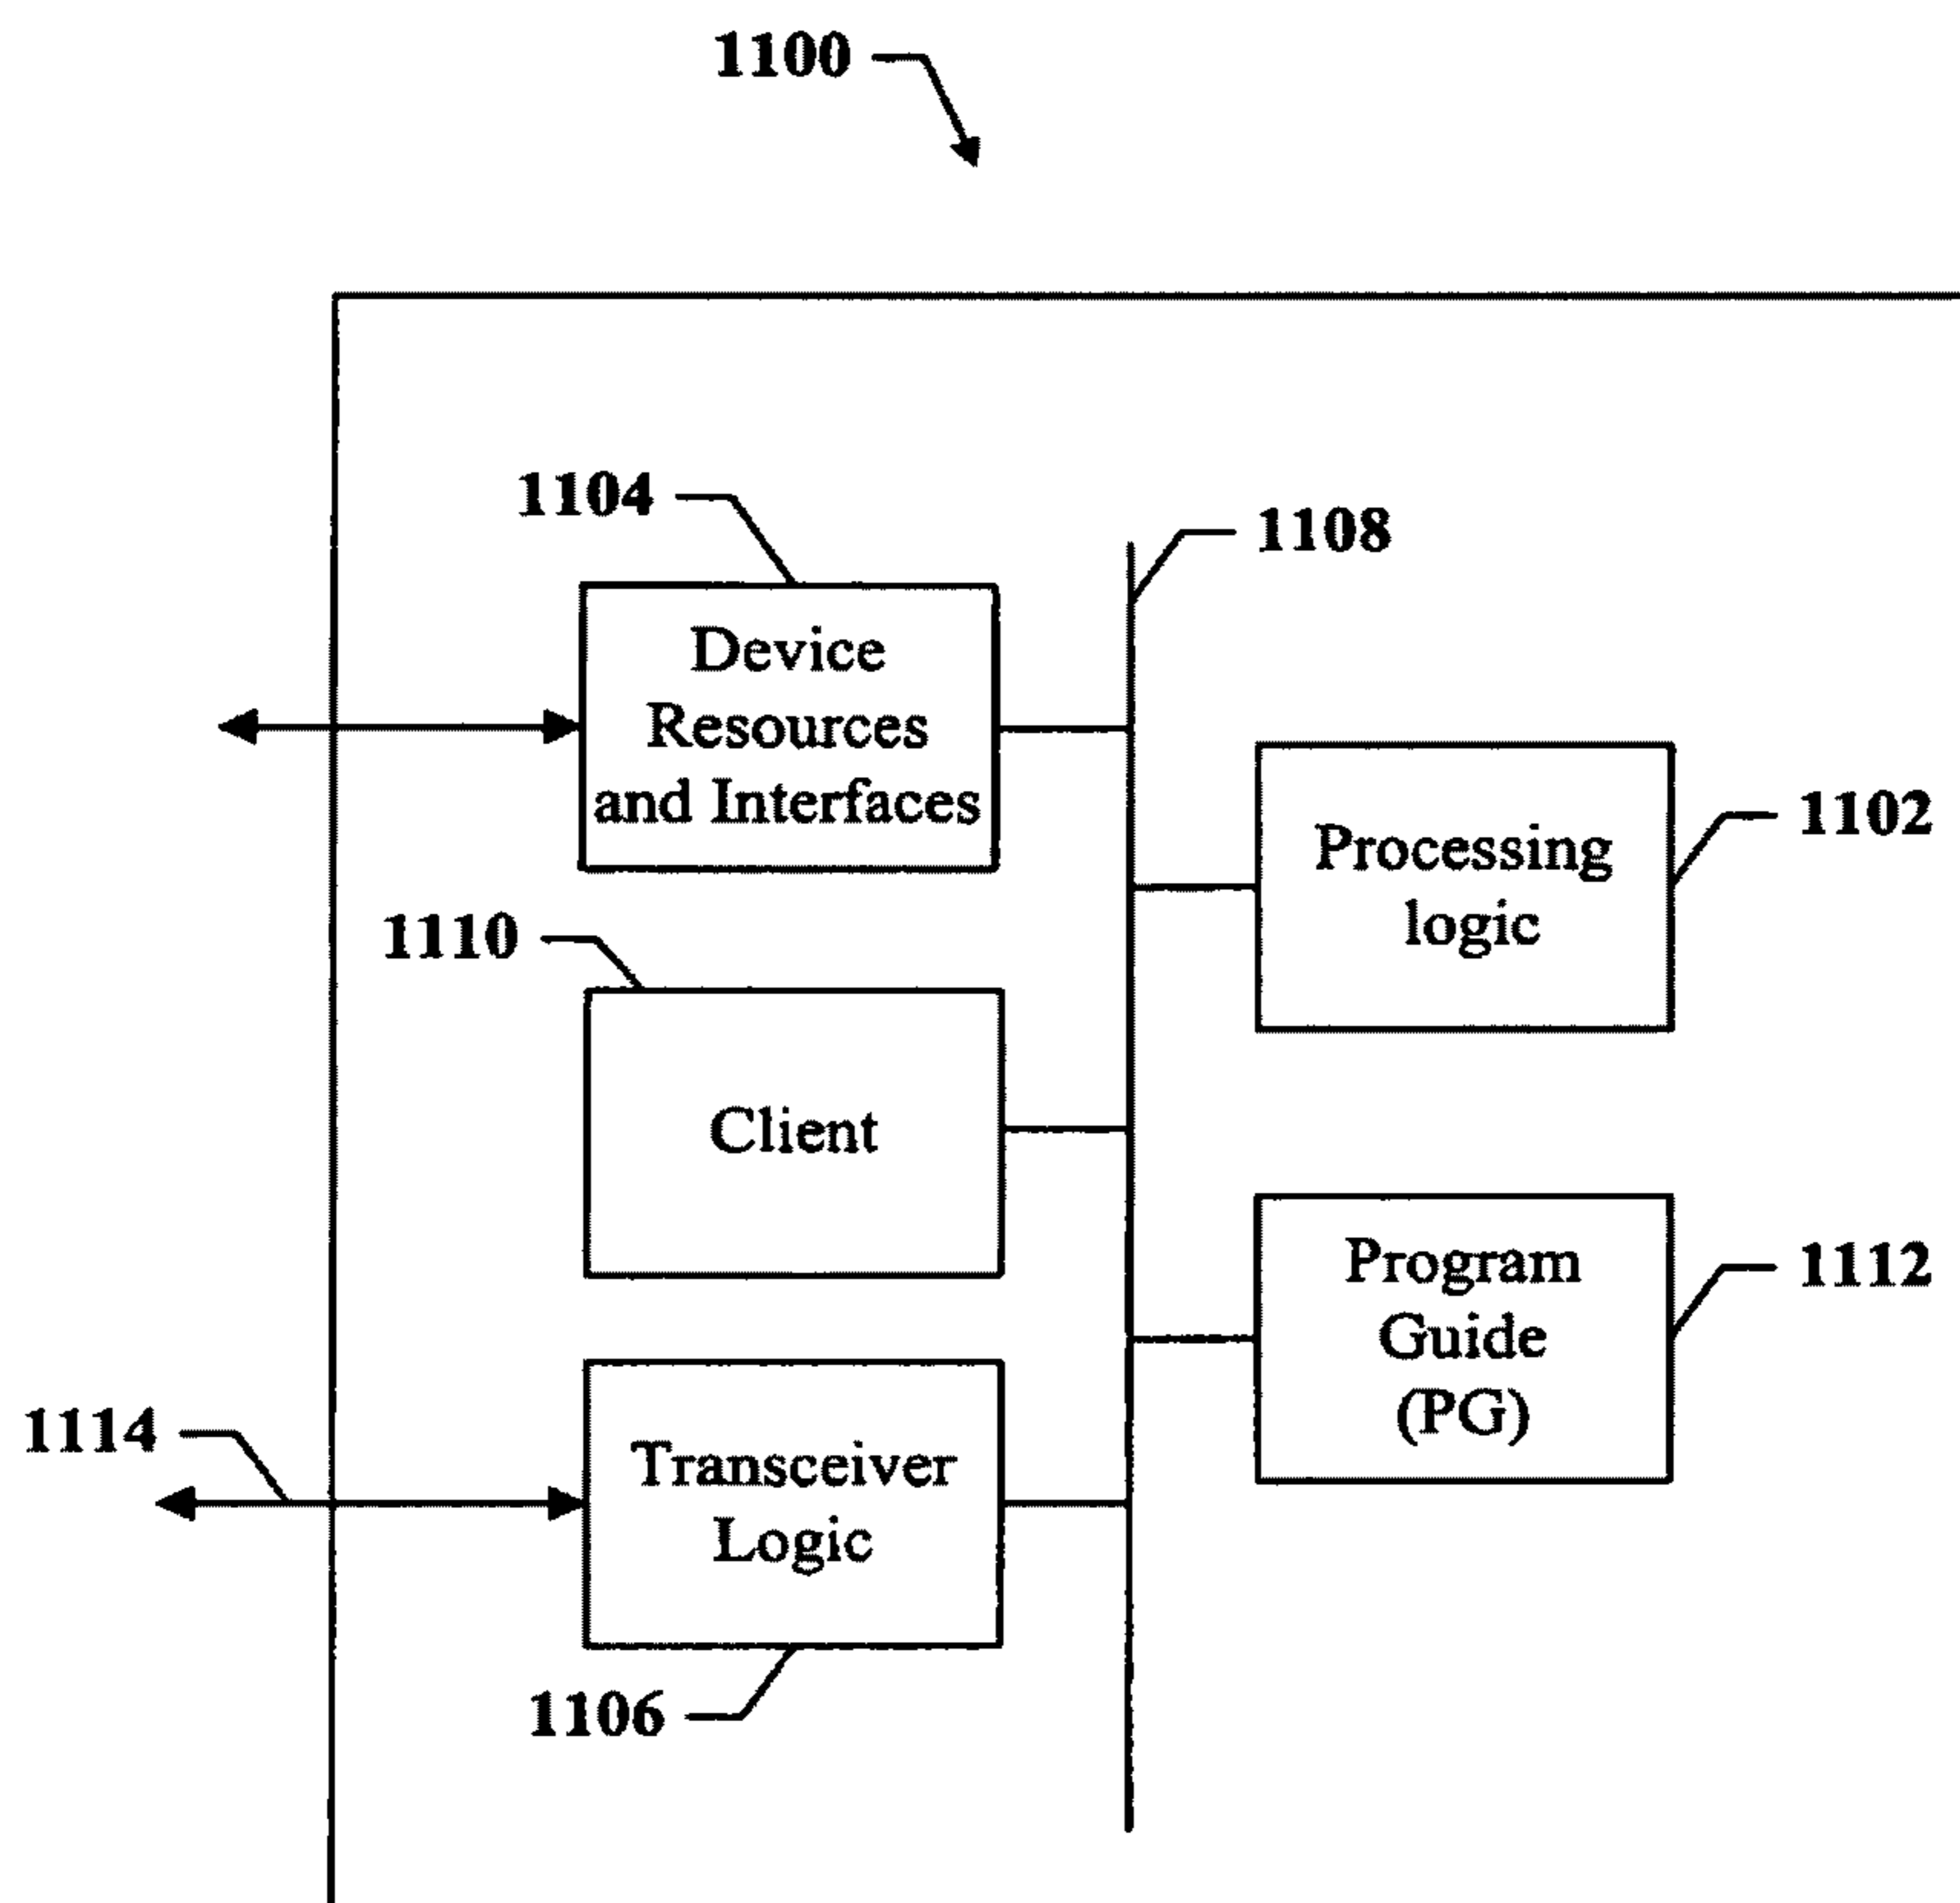 1100
1104
1108
Device
Resources
and Interfaces
1102
Processing
logic
1110
Client
Program
Guide
(PG)
1112
1114
Transceiver
Logic
1106